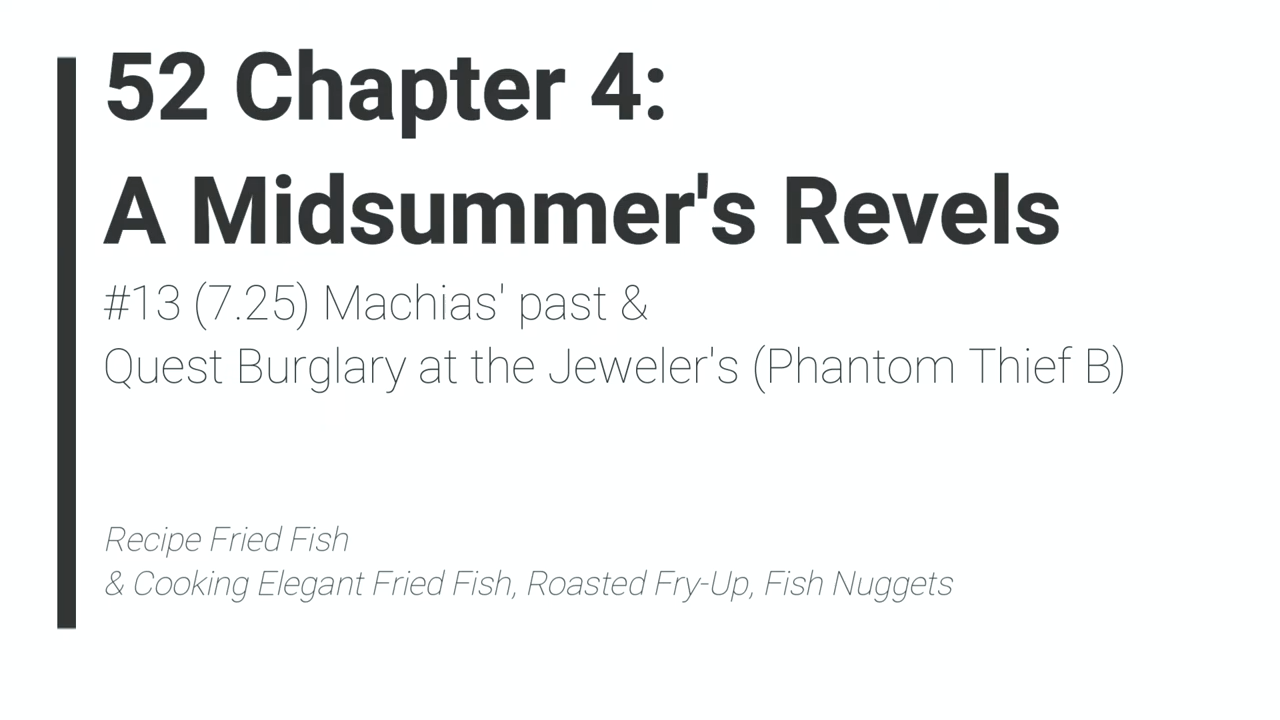 52 Chapter 4:
A Midsummer's Revels
#13 (7.25) Machias' past &
Quest Burglary at the Jeweler's (Phantom Thief B)
Recipe Fried Fish
& Cooking Elegant Fried Fish, Roasted Fry-Up, Fish Nuggets